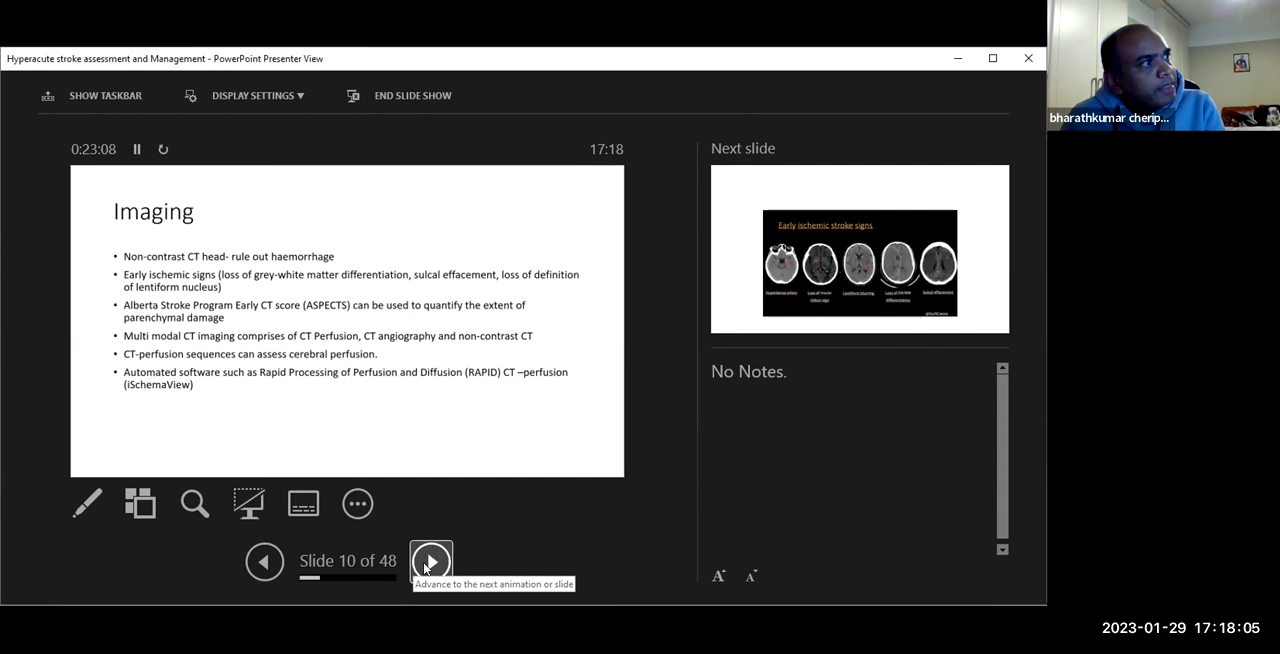 Hyperacute stroke assessment and Management - PowerPoint Presenter View
SHOW TASKBAR
DISPLAY SETTINGS ▼
END SLIDE SHOW
bharathkumar cherip...
0:23:08
17:18
Imaging
• Non-contrast CT head- rule out haemorrhage
• Early ischemic signs (loss of grey-white matter differentiation, sulcal effacement, loss of definition
of lentiform nucleus)
• Alberta Stroke Program Early CT score (ASPECTS) can be used to quantify the extent of
parenchymal damage
• Multi modal CT imaging comprises of CT Perfusion, CT angiography and non-contrast CT
• CT-perfusion sequences can assess cerebral perfusion.
• Automated software such as Rapid Processing of Perfusion and Diffusion (RAPID) CT –perfusion
(iSchemaView)
Next slide
Early ischemic stroke signs
No Notes.
Slide 10 of 48
Advance to the next animation or slide
A A
2023-01-29 17:18:05